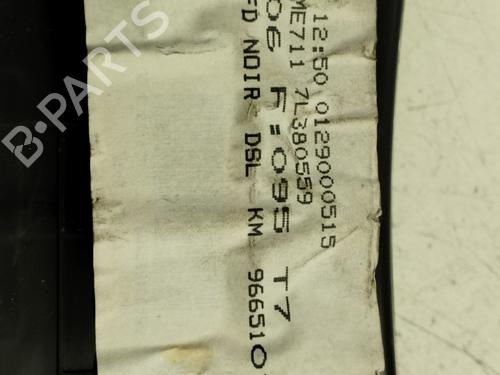 12:50 0129000515
ME711 7L380559
06 F=095 T7
FD NOIR DSL KM 966510
B-PARTS